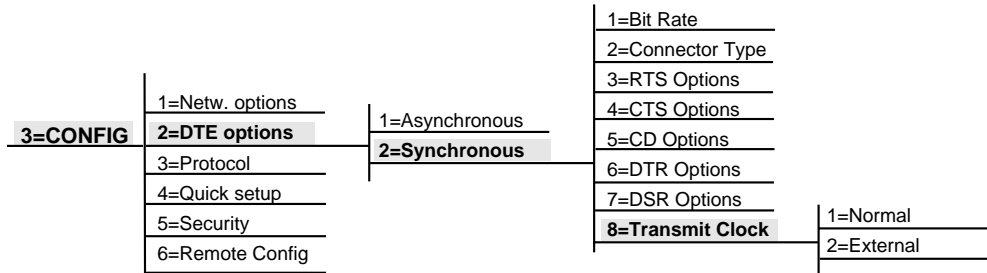 3=CONFIG
1=Netw. options
2=DTE options
3=Protocol
4=Quick setup
5=Security
6=Remote Config
1=Asynchronous
2=Synchronous
1=Bit Rate
2=Connector Type
3=RTS Options
4=CTS Options
5=CD Options
6=DTR Options
7=DSR Options
8=Transmit Clock
1=Normal
2=External